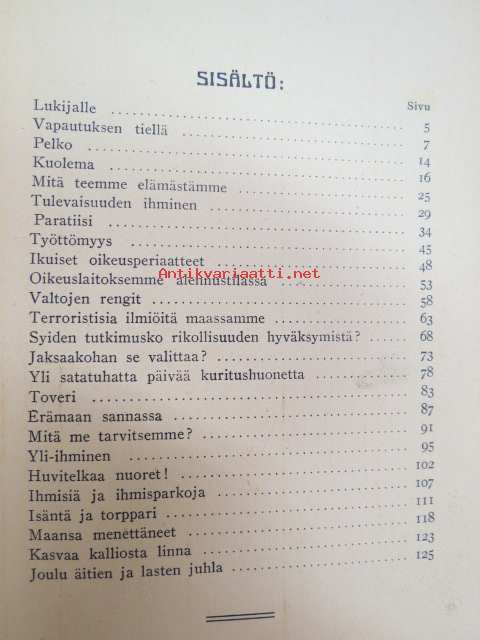 SISÄLTÖ:
Sivu
Lukijalle 5
Vapautuksen tiellä 7
Pelko 14
Kuolema 16
Mitä teemme elämästämme 25
Tulevaisuuden ihminen 29
Paratiisi 34
Työttömyys 45
Ikuiset oikeusperiaatteet 48
Antikvariaatti.net
Oikeuslaitoksemme alennustilassa 53
Valtojen rengit 58
Terroristisia ilmiöitä maassamme 63
Syiden tutkimusko rikollisuuden hyväksymistä? 68
Jaksaakohan se valittaa? 73
Yli satatuhatta päivää kuritushuonetta 78
Toveri 83
Erämaan sannassa 87
Mitä me tarvitsemme? 91
Yli-ihminen 95
Huvitelkaa nuoret! 102
Ihmisiä ja ihmisparkoja 107
Isäntä ja torppari 111
Maansa menettäneet 118
Kasvaa kalliosta linna 123
Joulu äitien ja lasten juhla 125